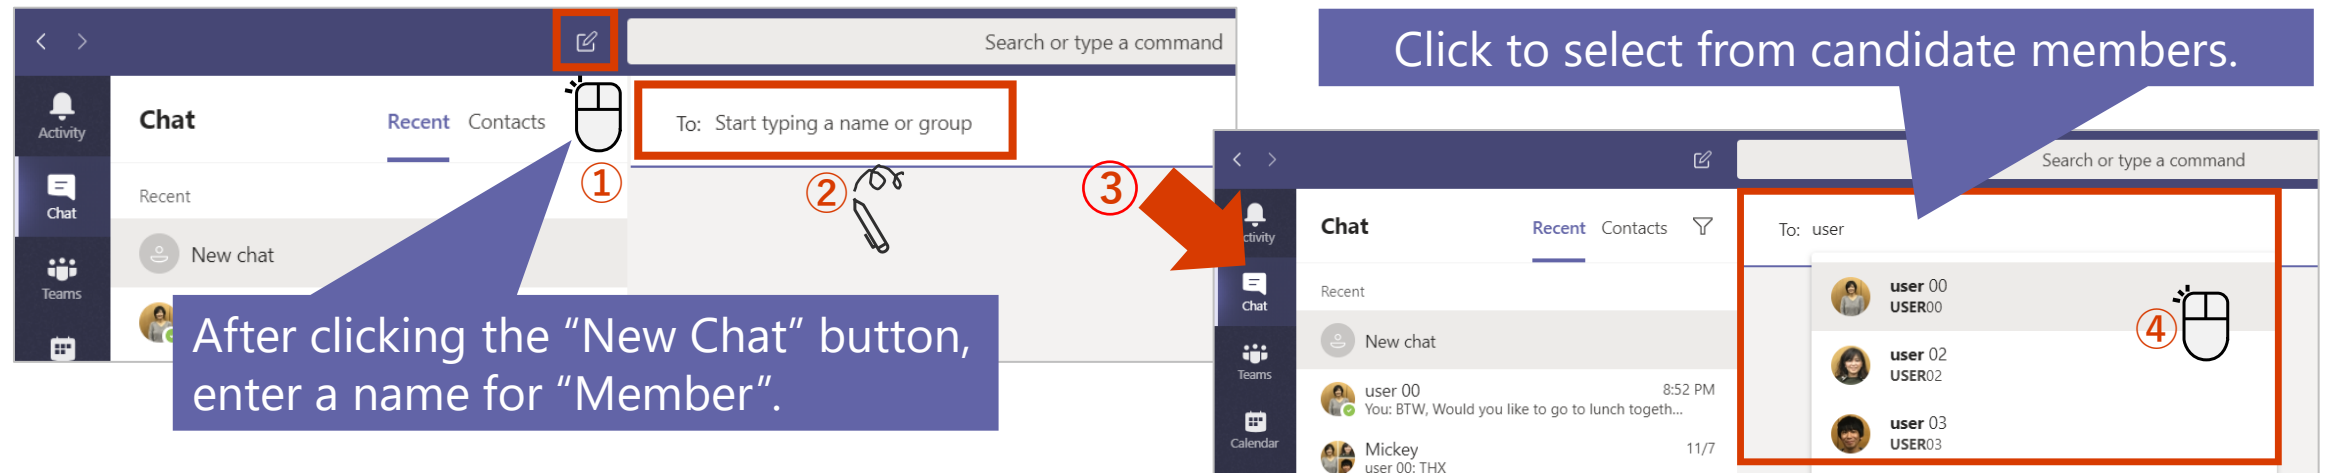 Search or type a command
Activity
Chat
Recent Contacts
To: Start typing a name or group
①
②
③
Chat
Recent
New chat
Teams
After clicking the “New Chat” button,
enter a name for “Member”.
Click to select from candidate members.
Search or type a command
ctivity
Chat
Recent Contacts
To: user
Chat
Recent
New chat
Teams
user 00 8:52 PM
You: BTW, Would you like to go to lunch togeth...
Calendar
Mickey 11/7
user 00: THX
user 00
USER00
④
user 02
USER02
user 03
USER03